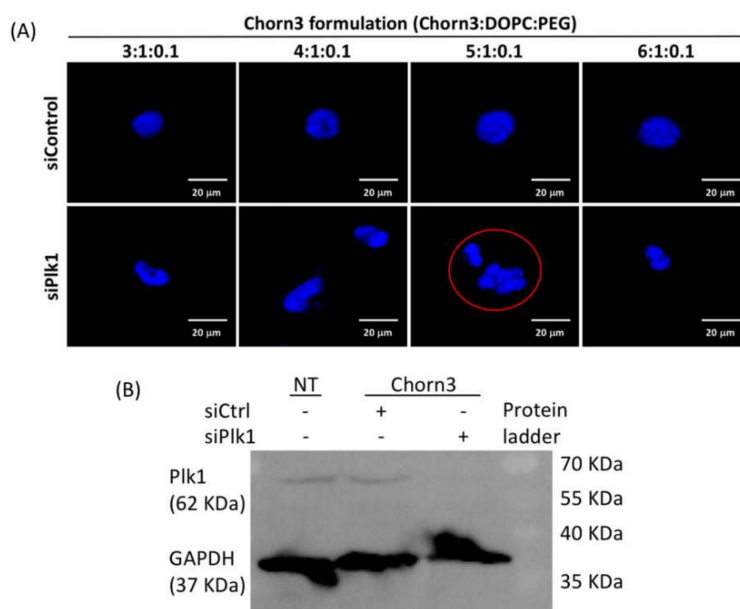 (A)
Chorn3 formulation (Chorn3:DOPC:PEG)
3:1:0.1 4:1:0.1 5:1:0.1 6:1:0.1
siControl
20 µm 20 µm 20 µm 20 µm
siPlk1
20 µm 20 µm 20 µm 20 µm
(B)
NT Chorn3
siCtrl - + - Protein
siPlk1 - - + ladder
Plk1 70 KDa
(62 KDa) 55 KDa
40 KDa
GAPDH
(37 KDa) 35 KDa